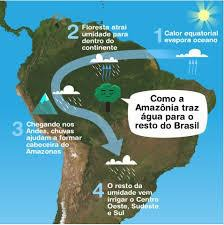 1 Calor equatorial
evapora oceano
2 Floresta atrai
umidade para
dentro do
continente
Como a
Amazônia traz
água para o
resto do Brasil
3 Chegando nos
Andes, chuvas
ajudam a formar
cabeceira do
Amazonas
4 O resto da
umidade vem
irrigar o Centro
Oeste, Sudeste
e Sul